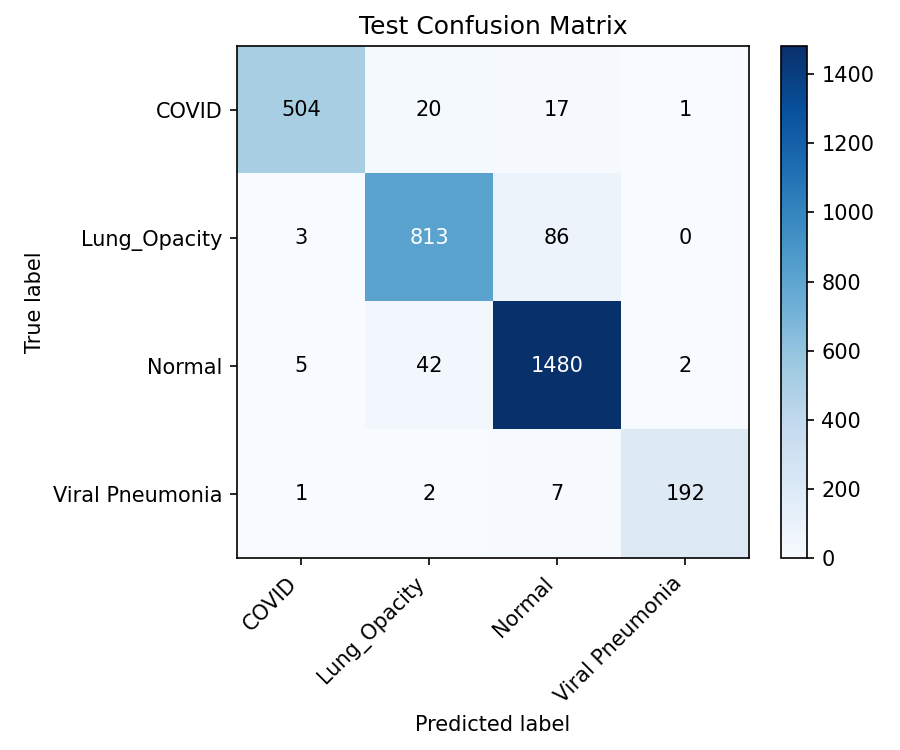 Test Confusion Matrix
True label
COVID 504 20 17 1
Lung_Opacity 3 813 86 0
Normal 5 42 1480 2
Viral Pneumonia 1 2 7 192
COVID Lung_Opacity Normal Viral Pneumonia
Predicted label
1400
1200
1000
800
600
400
200
0